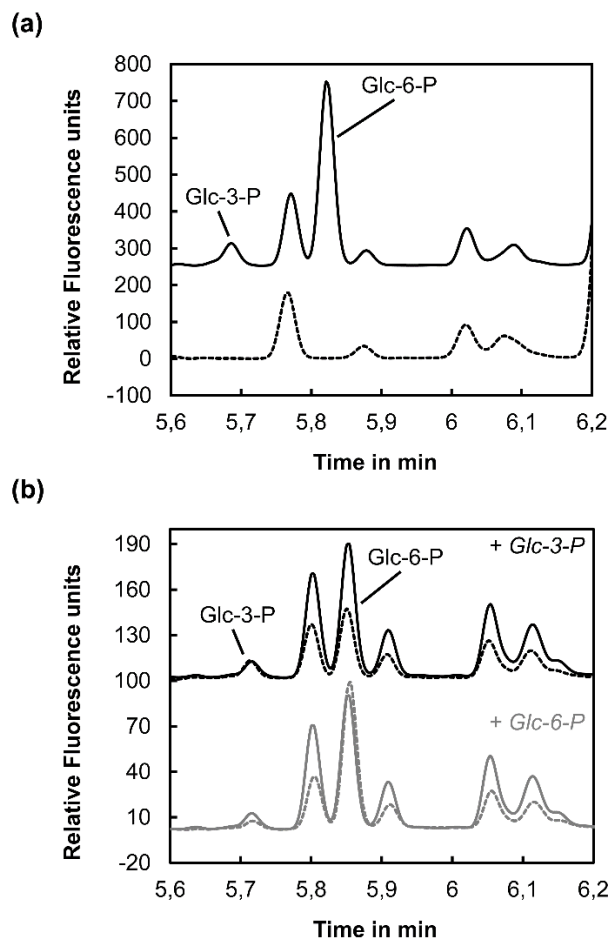 (a)
Relative Fluorescence units
800
700
600
500
400
300
200
100
0
-100
Glc-3-P
Glc-6-P
5,6 5,7 5,8 5,9 6 6,1 6,2
Time in min
(b)
Relative Fluorescence units
190
160
130
100
70
40
10
-20
Glc-3-P
Glc-6-P
+ Glc-3-P
+ Glc-6-P
5,6 5,7 5,8 5,9 6 6,1 6,2
Time in min